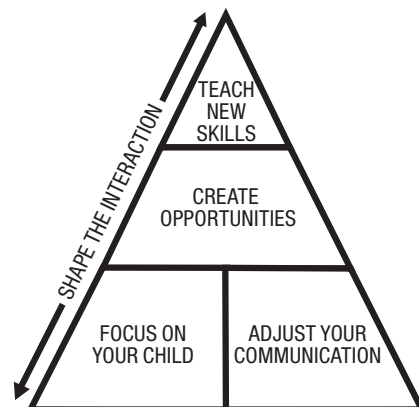 SHAPE THE INTERACTION
TEACH
NEW
SKILLS
CREATE
OPPORTUNITIES
FOCUS ON
YOUR CHILD
ADJUST YOUR
COMMUNICATION